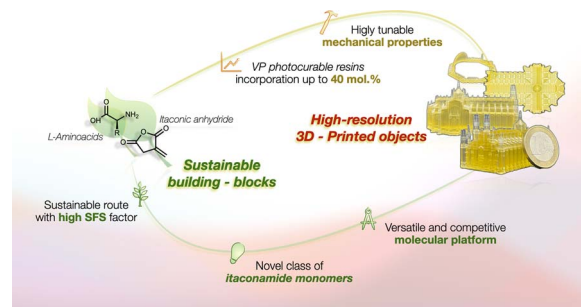 Higly tunable
mechanical properties
VP photocurable resins
incorporation up to 40 mol.%
O
OH
NH₂
R
L-Aminoacids
Itaconic anhydride
O
O
O
Sustainable
building - blocks
High-resolution
3D - Printed objects
Sustainable route
with high SFS factor
Versatile and competitive
molecular platform
Novel class of
itaconamide monomers